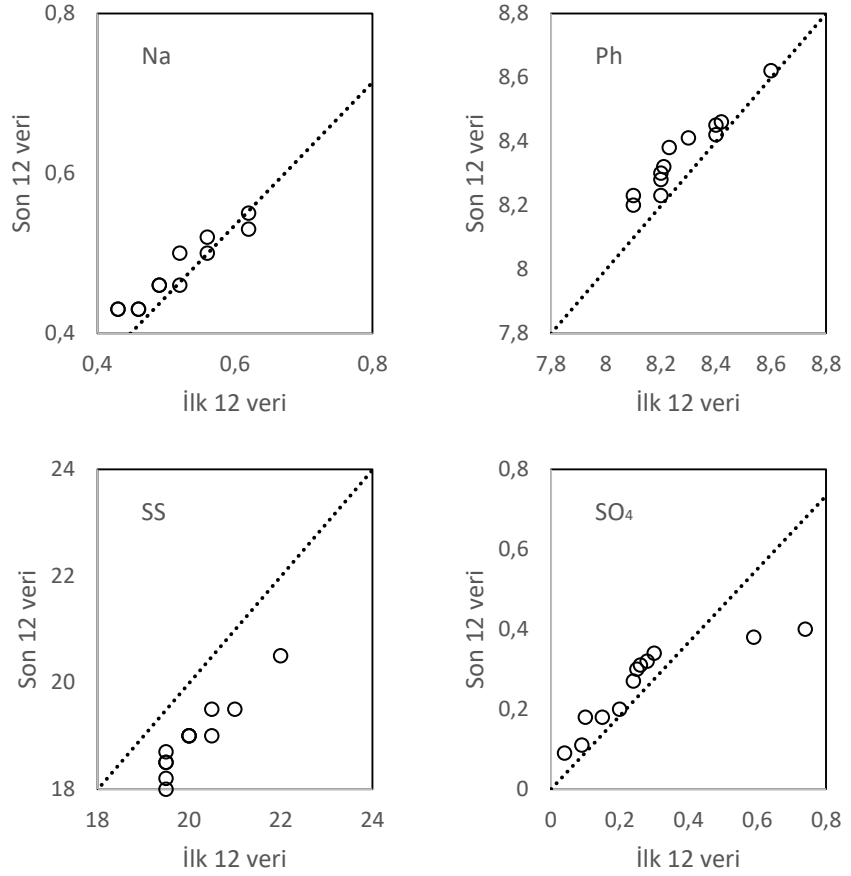 0,8
Na
Son 12 veri
0,6
0,4
0,4 0,6 0,8
İlk 12 veri
8,8
Ph
8,6
Son 12 veri
8,4
8,2
8
7,8
7,8 8 8,2 8,4 8,6 8,8
İlk 12 veri
24
SS
22
Son 12 veri
20
18
18 20 22 24
İlk 12 veri
0,8
SO₄
0,6
Son 12 veri
0,4
0,2
0
0 0,2 0,4 0,6 0,8
İlk 12 veri